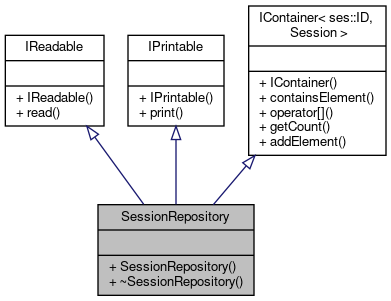 IReadable
+ IReadable()
+ read()
IPrintable
+ IPrintable()
+ print()
IContainer< ses::ID,
Session >
+ IContainer()
+ containsElement()
+ operator[]()
+ getCount()
+ addElement()
SessionRepository
+ SessionRepository()
+ ~SessionRepository()